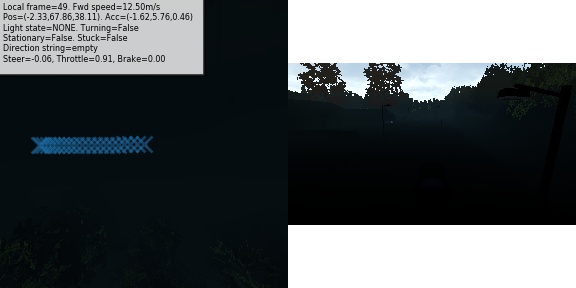 Local frame=49. Fwd speed=12.50m/s
Pos=(-2.33,67.86,38.11). Acc=(-1.62,5.76,0.46)
Light state=NONE. Turning=False
Stationary=False. Stuck=False
Direction string=empty
Steer=-0.06, Throttle=0.91, Brake=0.00